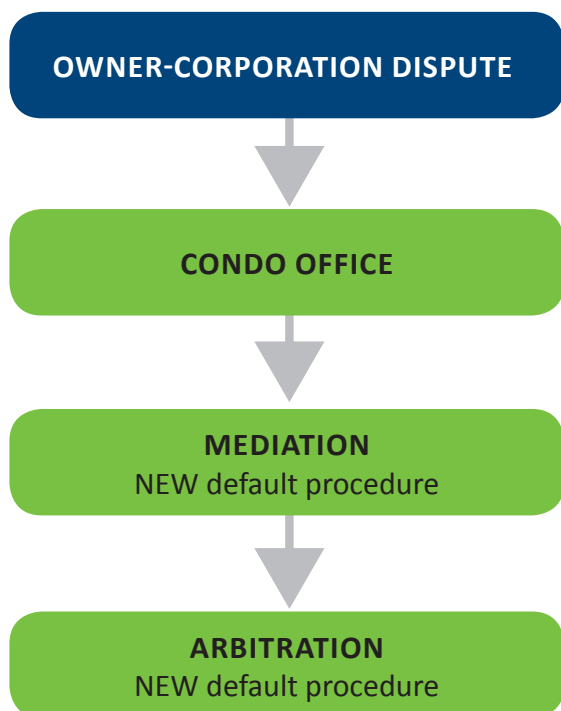 OWNER-CORPORATION DISPUTE
CONDO OFFICE
MEDIATION
NEW default procedure
ARBITRATION
NEW default procedure